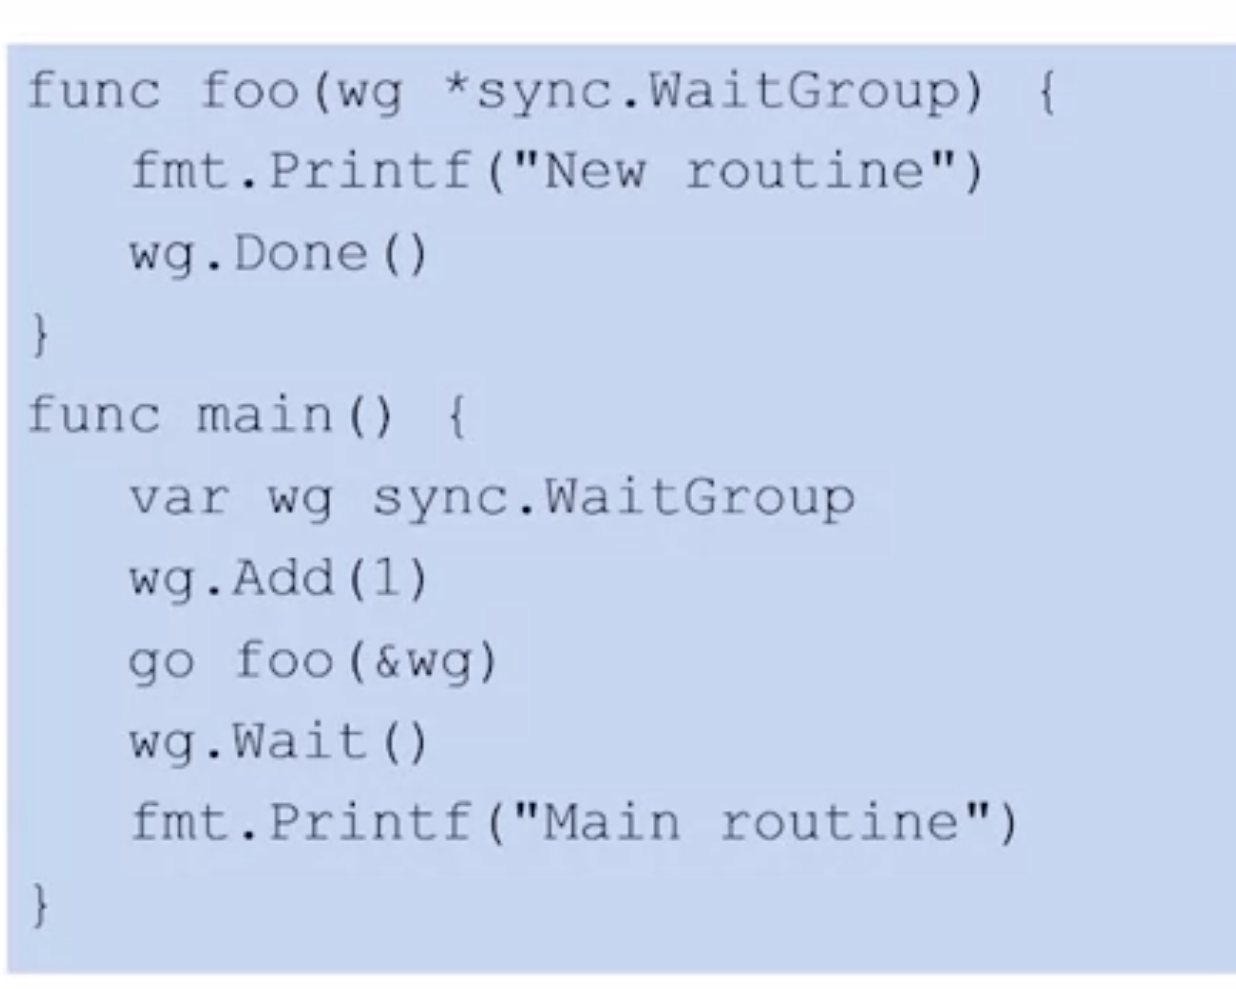 func foo(wg *sync.WaitGroup) {
   fmt.Printf("New routine")
   wg.Done()
}
func main() {
   var wg sync.WaitGroup
   wg.Add(1)
   go foo(&wg)
   wg.Wait()
   fmt.Printf("Main routine")
}